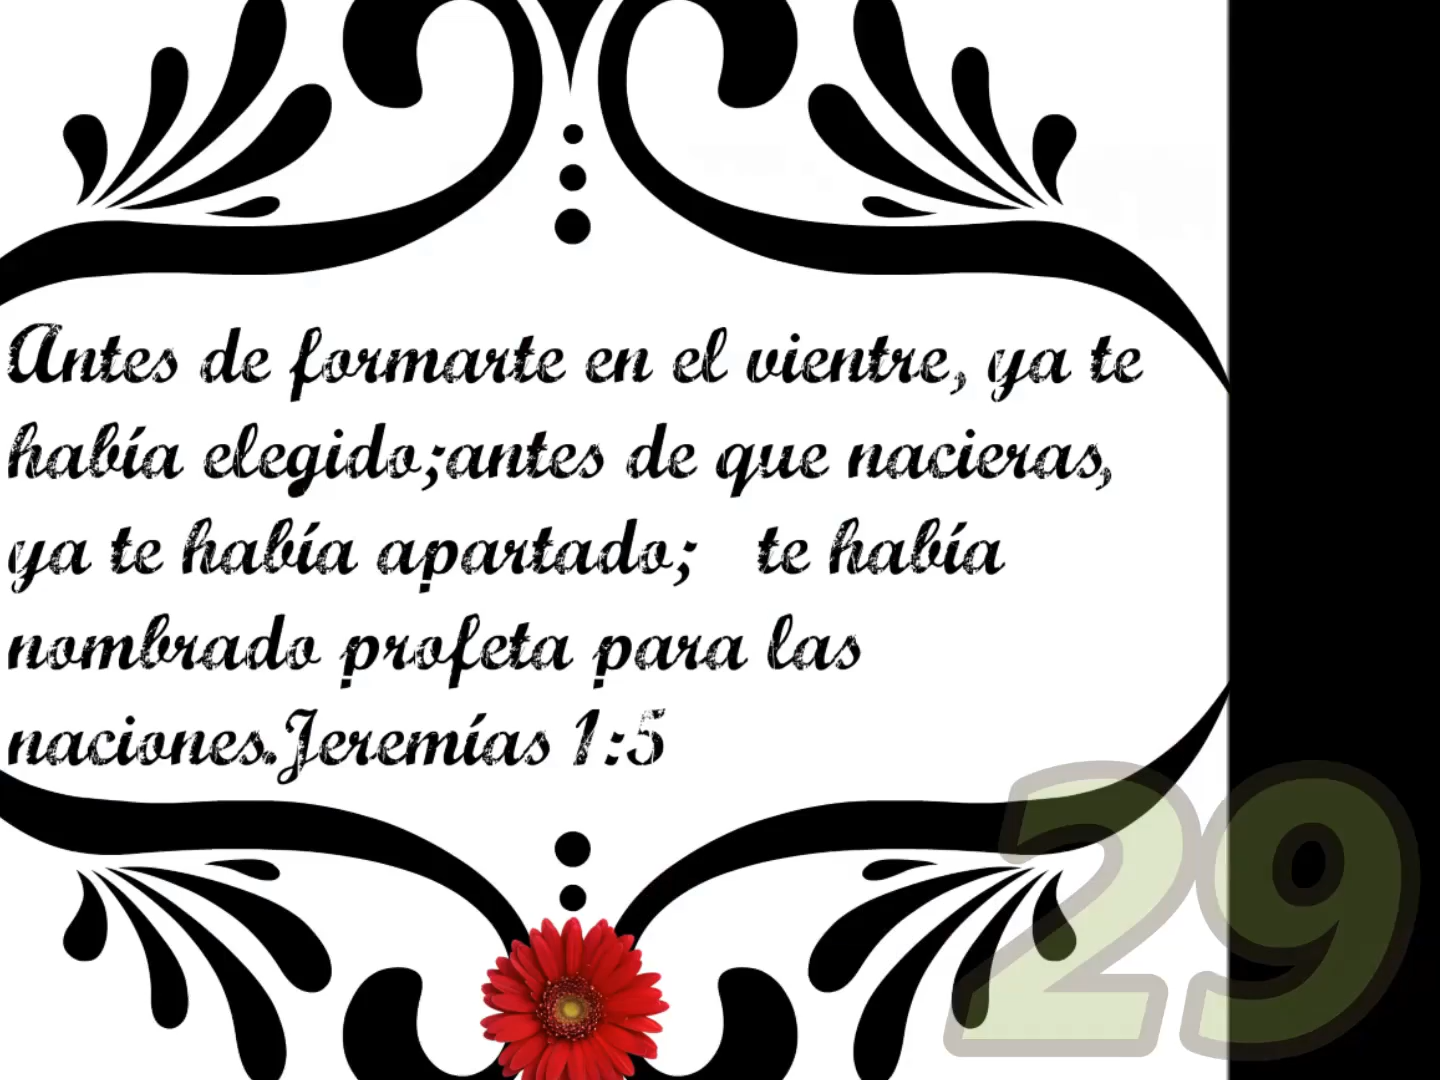 Antes de formarte en el vientre, ya te
había elegido;antes de que nacieras,
ya te había apartado; te había
nombrado profeta para las
naciones.Jeremías 1:5
29